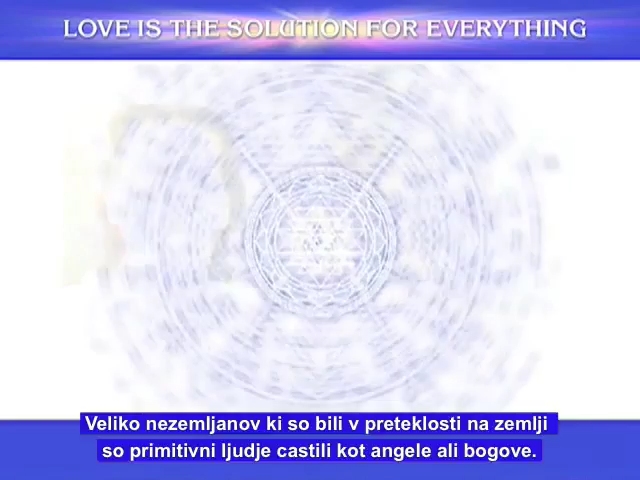 LOVE IS THE SOLUTION FOR EVERYTHING
Veliko nezemljanov ki so bili v preteklosti na zemlji
so primitivni ljudje castili kot angele ali bogove.